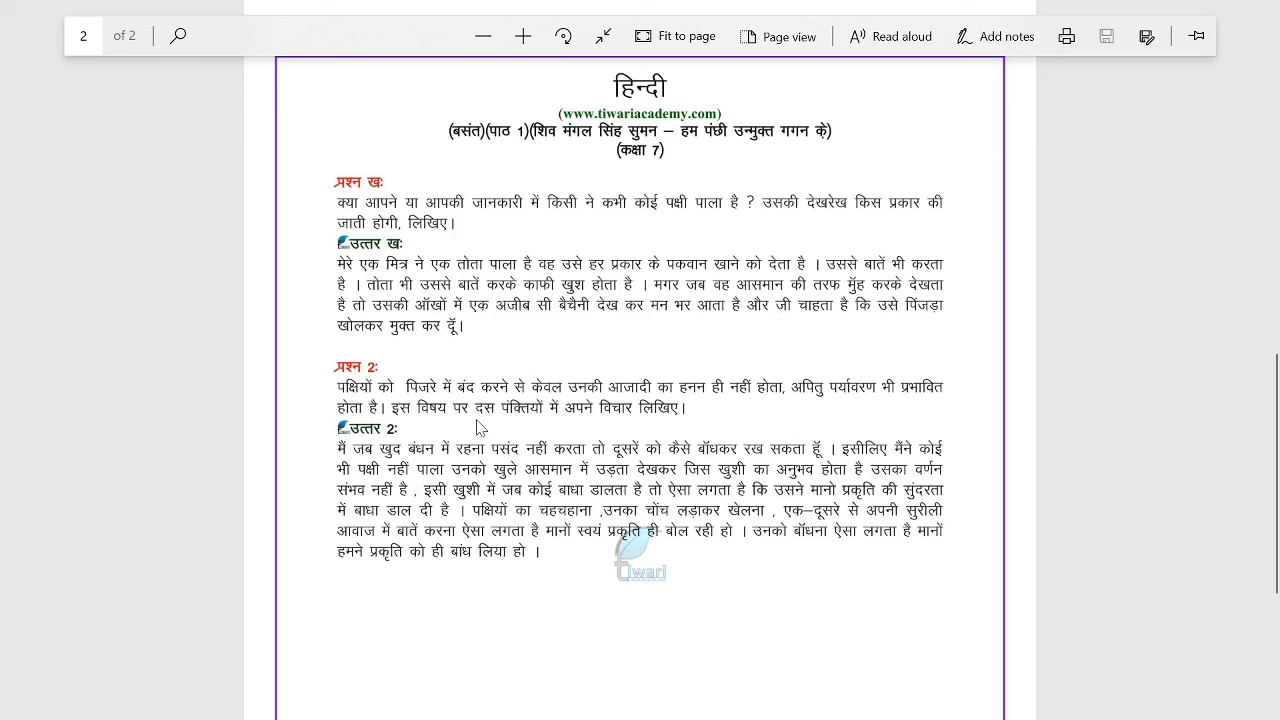 2 of 2 Fit to page Page view Read aloud Add notes
हिन्दी
(www.tiwariacademy.com)
(बसंत)(पाठ 1)(शिव मंगल सिंह सुमन – हम पंछी उन्मुक्त गगन के)
(कक्षा 7)
प्रश्न खः
क्या आपने या आपकी जानकारी में किसी ने कभी कोई पक्षी पाला है ? उसकी देखरेख किस प्रकार की
जाती होगी, लिखिए।
उत्तर खः
मेरे एक मित्र ने एक तोता पाला है वह उसे हर प्रकार के पकवान खाने को देता है । उससे बातें भी करता
है । तोता भी उससे बातें करके काफी खुश होता है । मगर जब वह आसमान की तरफ मुॅह करके देखता
है तो उसकी ऑखों में एक अजीब सी बैचैनी देख कर मन भर आता है और जी चाहता है कि उसे पिंजड़ा
खोलकर मुक्त कर दूॅ।
प्रश्न 2ः
पक्षियों को पिजरे में बंद करने से केवल उनकी आजादी का हनन ही नहीं होता, अपितु पर्यावरण भी प्रभावित
होता है। इस विषय पर दस पंक्तियों में अपने विचार लिखिए।
उत्तर 2ः
मैं जब खुद बंधन में रहना पसंद नहीं करता तो दूसरें को कैसे बॉधकर रख सकता हूॅ । इसीलिए मैंने कोई
भी पक्षी नहीं पाला उनको खुले आसमान में उड़ता देखकर जिस खुशी का अनुभव होता है उसका वर्णन
संभव नहीं है , इसी खुशी में जब कोई बाधा डालता है तो ऐसा लगता है कि उसने मानो प्रकृति की सुंदरता
में बाधा डाल दी है । पक्षियों का चहचहाना ,उनका चोंच लड़ाकर खेलना , एक–दूसरे से अपनी सुरीली
आवाज में बातें करना ऐसा लगता है मानों स्वयं प्रकृति ही बोल रही हो । उनको बॉधना ऐसा लगता है मानों
हमने प्रकृति को ही बांध लिया हो ।
tiwari